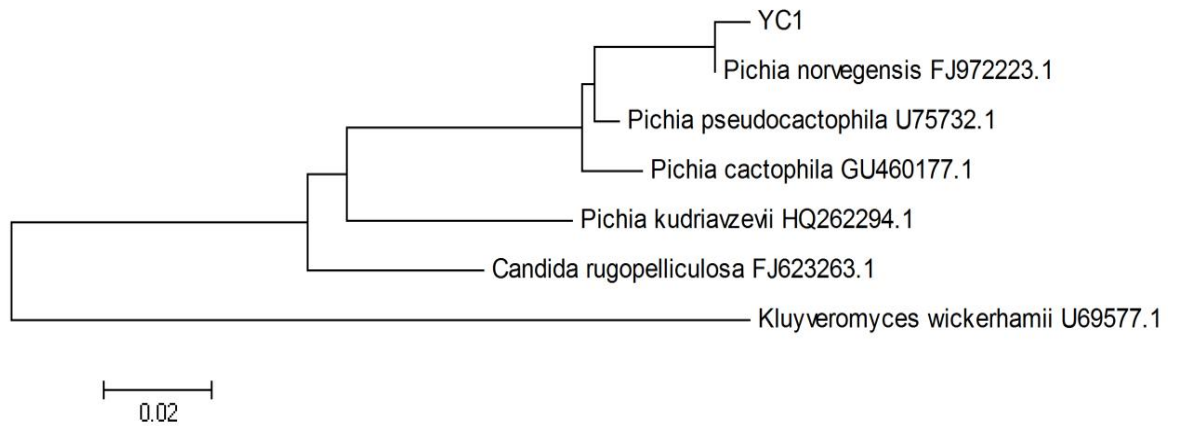 YC1
Pichia norvegensis FJ972223.1
Pichia pseudocactophila U75732.1
Pichia cactophila GU460177.1
Pichia kudriavzevii HQ262294.1
Candida rugopelliculosa FJ623263.1
Kluyveromyces wickerhamii U69577.1
0.02